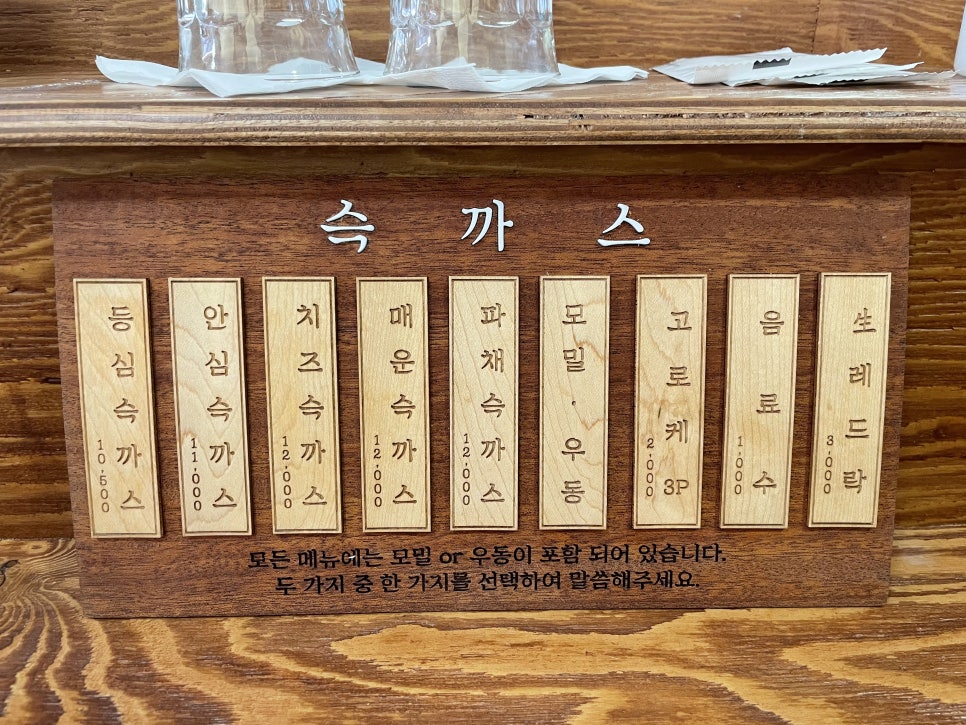 슥까스
등심슥까스
10,500
안심슥까스
11,000
치즈슥까스
12,000
매운슥까스
12,000
파채슥까스
12,000
모밀·우동
고로케 3P
2,000
음료수
1,000
生레드락
3,000
모든 메뉴에는 모밀 or 우동이 포함 되어 있습니다.
두 가지 중 한 가지를 선택하여 말씀해주세요.